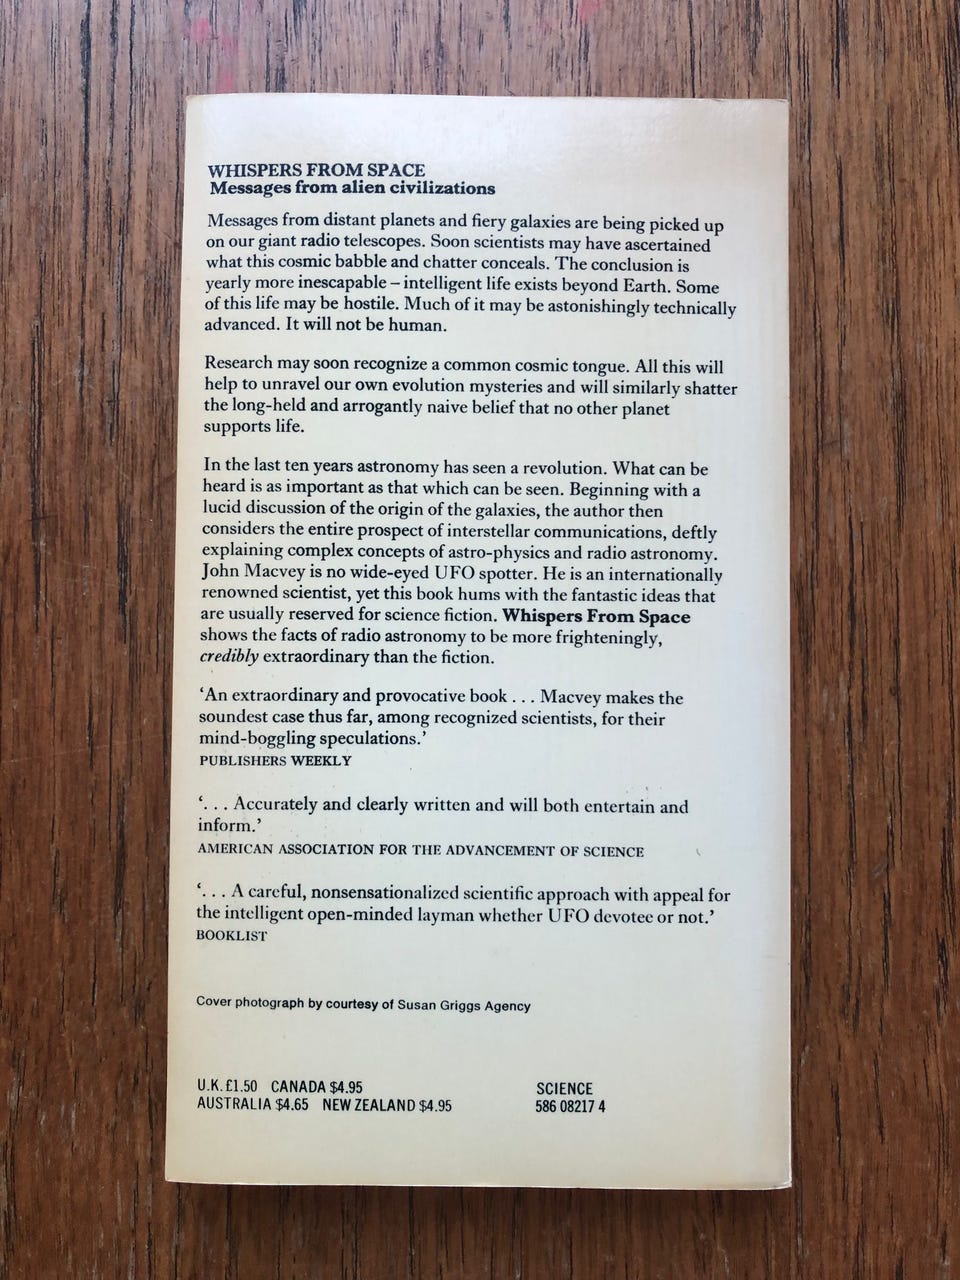 WHISPERS FROM SPACE
Messages from alien civilizations
Messages from distant planets and fiery galaxies are being picked up
on our giant radio telescopes. Soon scientists may have ascertained
what this cosmic babble and chatter conceals. The conclusion is
yearly more inescapable – intelligent life exists beyond Earth. Some
of this life may be hostile. Much of it may be astonishingly technically
advanced. It will not be human.
Research may soon recognize a common cosmic tongue. All this will
help to unravel our own evolution mysteries and will similarly shatter
the long-held and arrogantly naive belief that no other planet
supports life.
In the last ten years astronomy has seen a revolution. What can be
heard is as important as that which can be seen. Beginning with a
lucid discussion of the origin of the galaxies, the author then
considers the entire prospect of interstellar communications, deftly
explaining complex concepts of astro-physics and radio astronomy.
John Macvey is no wide-eyed UFO spotter. He is an internationally
renowned scientist, yet this book hums with the fantastic ideas that
are usually reserved for science fiction. Whispers From Space
shows the facts of radio astronomy to be more frighteningly,
credibly extraordinary than the fiction.
‘An extraordinary and provocative book . . . Macvey makes the
soundest case thus far, among recognized scientists, for their
mind-boggling speculations.’
PUBLISHERS WEEKLY
‘. . . Accurately and clearly written and will both entertain and
inform.’
AMERICAN ASSOCIATION FOR THE ADVANCEMENT OF SCIENCE
‘. . . A careful, nonsensationalized scientific approach with appeal for
the intelligent open-minded layman whether UFO devotee or not.’
BOOKLIST
Cover photograph by courtesy of Susan Griggs Agency
U.K. £1.50 CANADA $4.95
AUSTRALIA $4.65 NEW ZEALAND $4.95
SCIENCE
586 08217 4